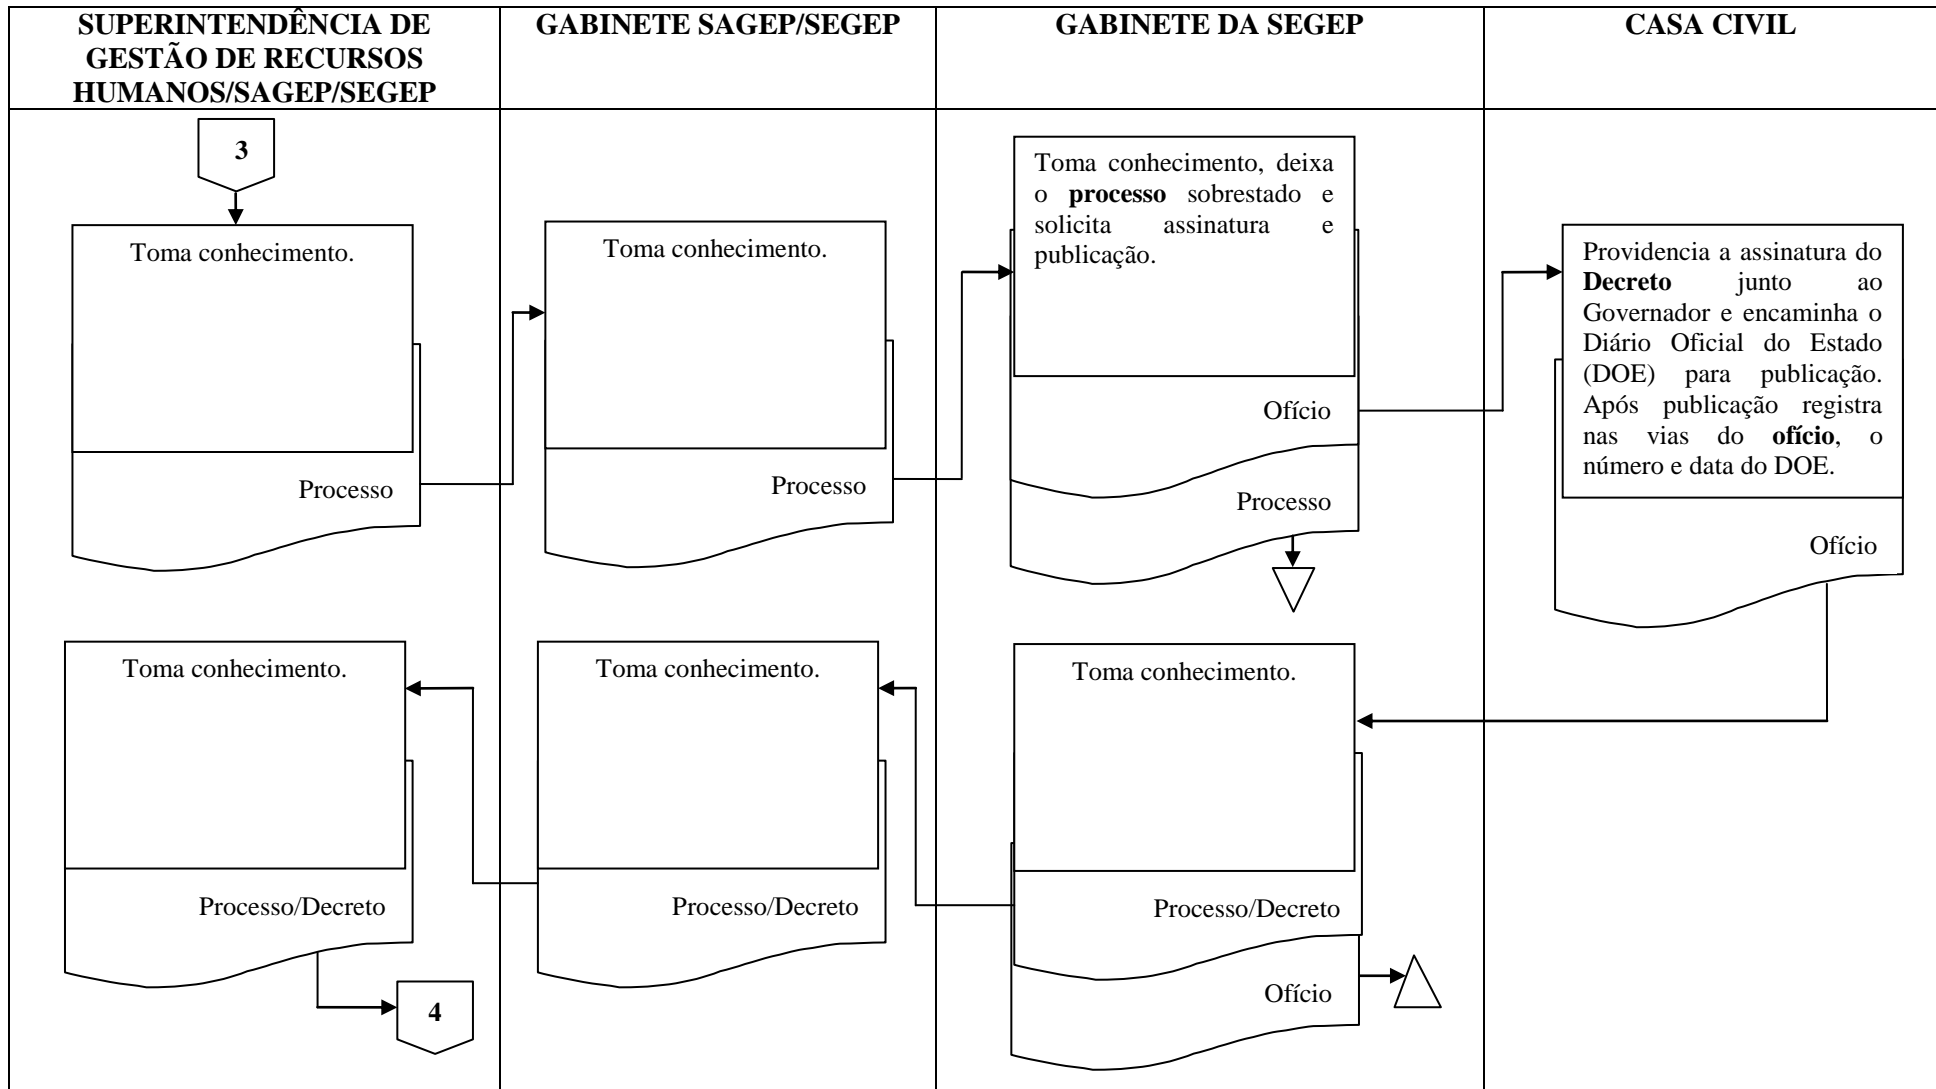 SUPERINTENDÊNCIA DE
GESTÃO DE RECURSOS
HUMANOS/SAGEP/SEGEP
GABINETE SAGEP/SEGEP
GABINETE DA SEGEP
CASA CIVIL
3
Toma conhecimento.
Processo
Toma conhecimento.
Processo
Toma conhecimento, deixa
o processo sobrestado e
solicita assinatura e
publicação.
Ofício
Processo
Providencia a assinatura do
Decreto junto ao
Governador e encaminha o
Diário Oficial do Estado
(DOE) para publicação.
Após publicação registra
nas vias do ofício, o
número e data do DOE.
Ofício
Toma conhecimento.
Processo/Decreto
Ofício
Toma conhecimento.
Processo/Decreto
Toma conhecimento.
Processo/Decreto
4